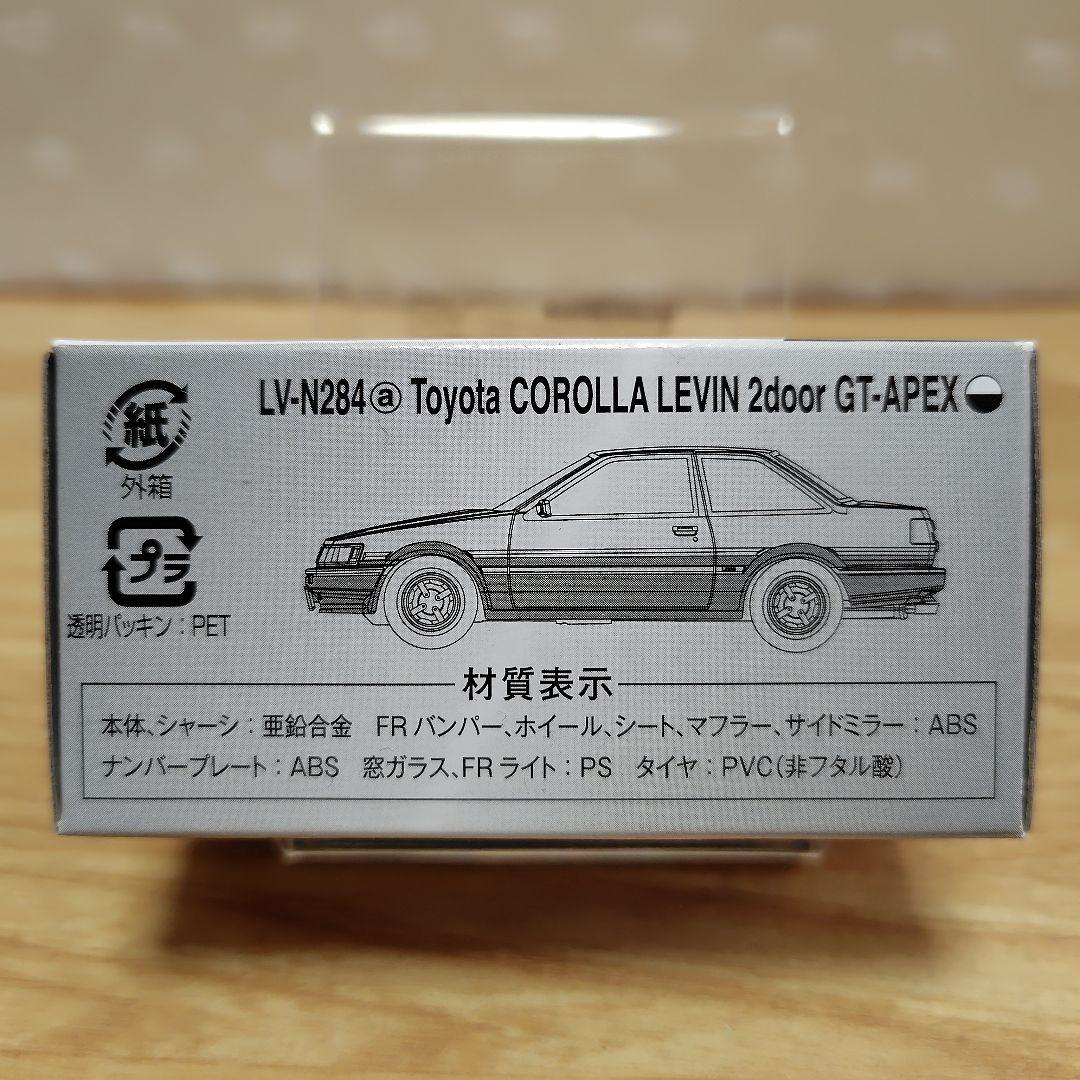 LV-N284ⓐ Toyota COROLLA LEVIN 2door GT-APEX
紙
外箱
プラ
透明パッキン：PET
材質表示
本体、シャーシ：亜鉛合金　FRバンパー、ホイール、シート、マフラー、サイドミラー：ABS
ナンバープレート：ABS　窓ガラス、FRライト：PS　タイヤ：PVC（非フタル酸）